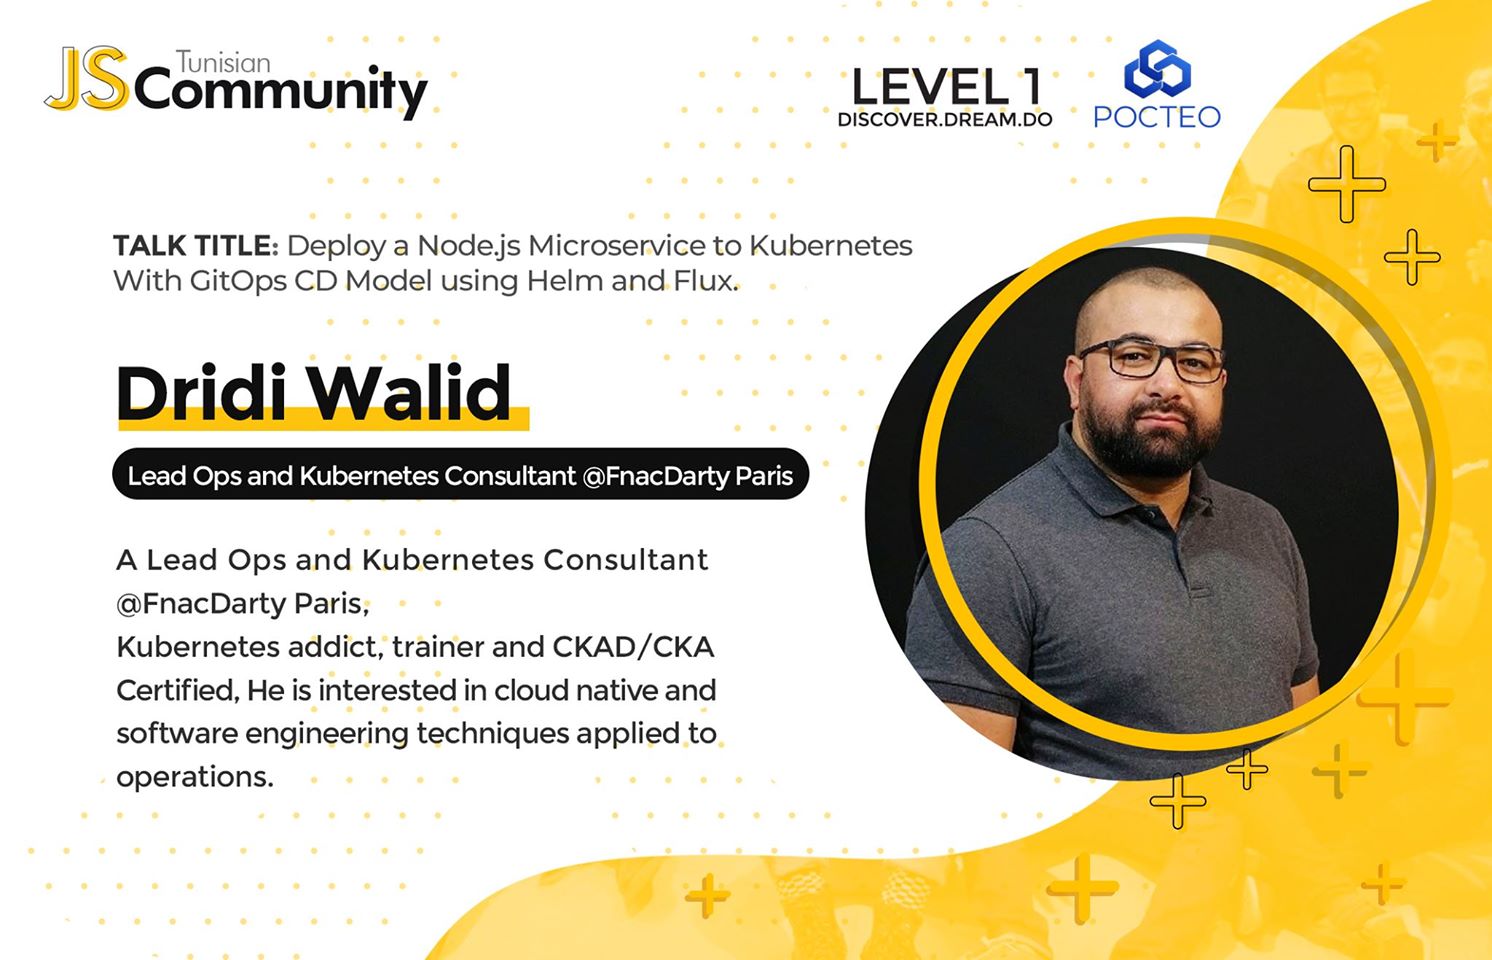 JS Tunisian
Community
LEVEL 1
DISCOVER.DREAM.DO
POCTEO
TALK TITLE: Deploy a Node.js Microservice to Kubernetes
With GitOps CD Model using Helm and Flux.
Dridi Walid
Lead Ops and Kubernetes Consultant @FnacDarty Paris
A Lead Ops and Kubernetes Consultant
@FnacDarty Paris,
Kubernetes addict, trainer and CKAD/CKA
Certified, He is interested in cloud native and
software engineering techniques applied to
operations.